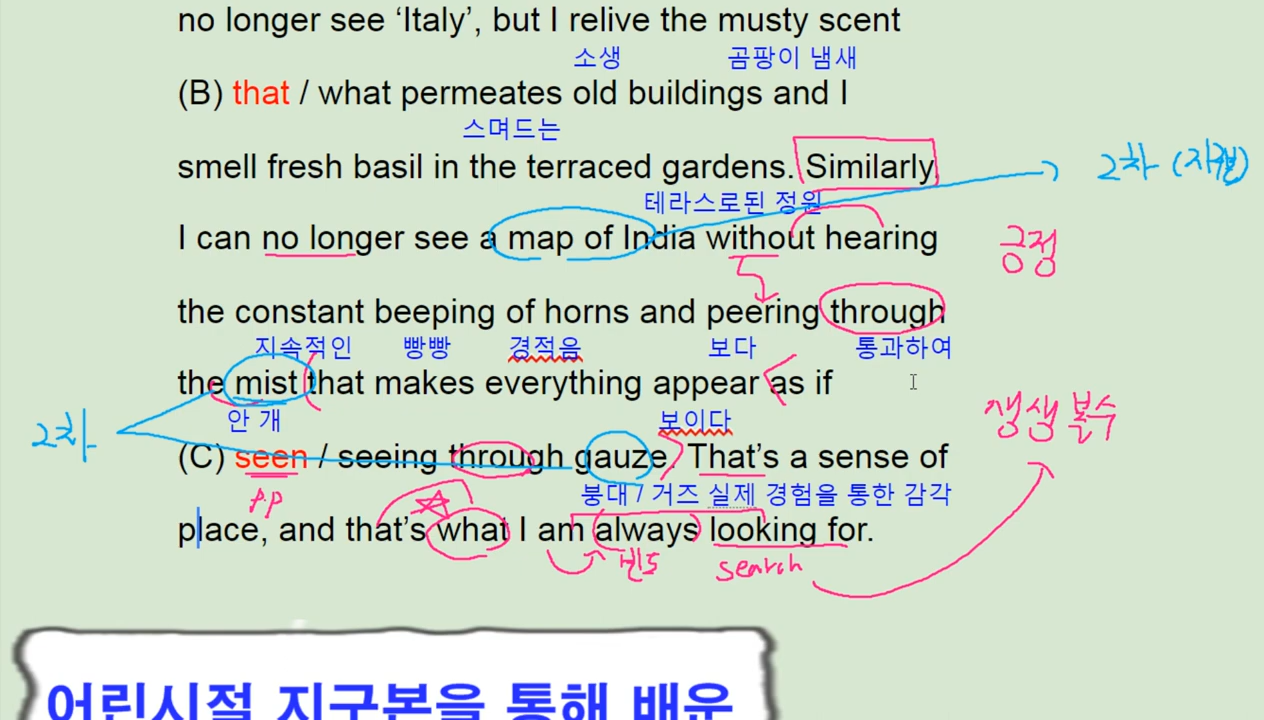 no longer see ‘Italy’, but I relive the musty scent
소생 곰팡이 냄새
(B) that / what permeates old buildings and I
스며드는
smell fresh basil in the terraced gardens. Similarly
2차 (지필)
테라스로된 정원
I can no longer see a map of India without hearing
긍정
the constant beeping of horns and peering through
지속적인 빵빵 경적음 보다 통과하여
the mist that makes everything appear as if
안 개 보이다
생생 볼수
2차
(C) seen / seeing through gauze. That’s a sense of
p.p
붕대 / 거즈 실제 경험을 통한 감각
place, and that’s what I am always looking for.
빈도 search
어린시절 지구본을 통해 배운